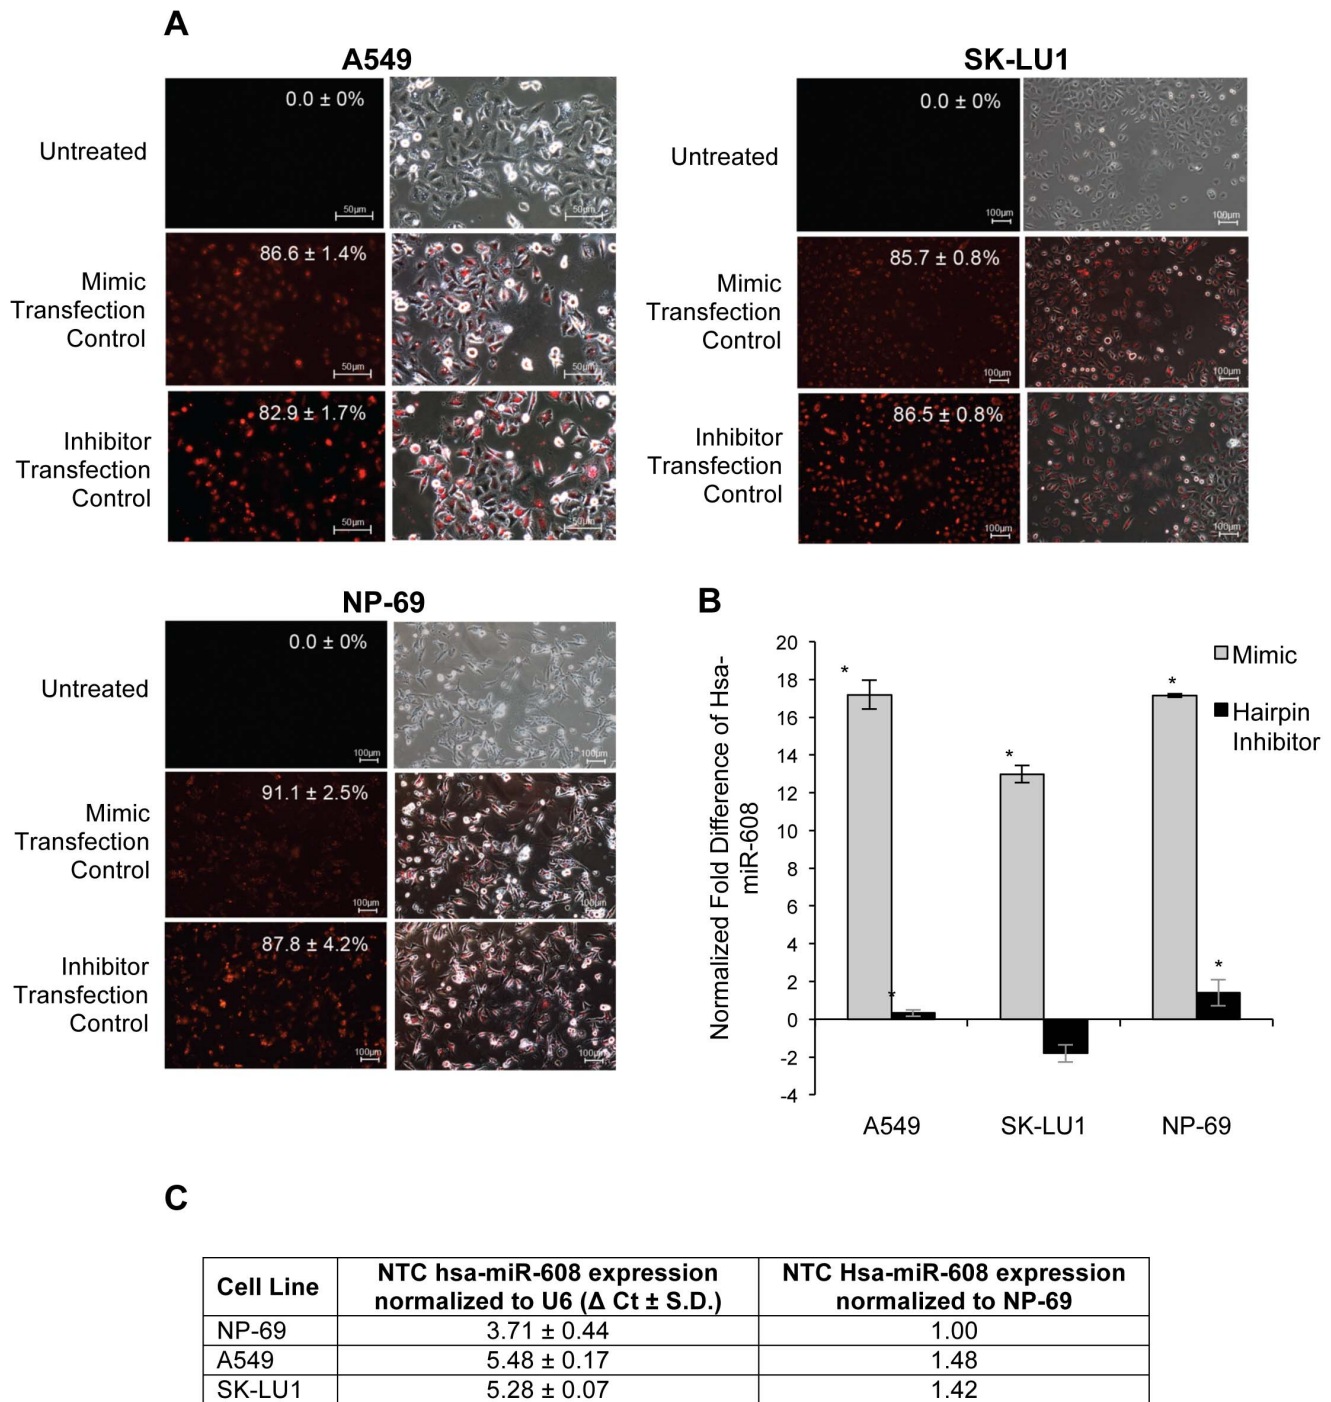 A
A549
Untreated
0.0 ± 0%
50µm
50µm
Mimic
Transfection
Control
86.6 ± 1.4%
50µm
50µm
Inhibitor
Transfection
Control
82.9 ± 1.7%
50µm
50µm
SK-LU1
Untreated
0.0 ± 0%
100µm
100µm
Mimic
Transfection
Control
85.7 ± 0.8%
100µm
100µm
Inhibitor
Transfection
Control
86.5 ± 0.8%
100µm
100µm
NP-69
Untreated
0.0 ± 0%
100µm
100µm
Mimic
Transfection
Control
91.1 ± 2.5%
100µm
100µm
Inhibitor
Transfection
Control
87.8 ± 4.2%
100µm
100µm
B
Normalized Fold Difference of Hsa-
miR-608
20
18
16
14
12
10
8
6
4
2
0
-2
-4
*
*
*
*
*
Mimic
Hairpin
Inhibitor
A549 SK-LU1 NP-69
C
Cell Line
NTC hsa-miR-608 expression
normalized to U6 (Δ Ct ± S.D.)
NTC Hsa-miR-608 expression
normalized to NP-69
NP-69 3.71 ± 0.44 1.00
A549 5.48 ± 0.17 1.48
SK-LU1 5.28 ± 0.07 1.42